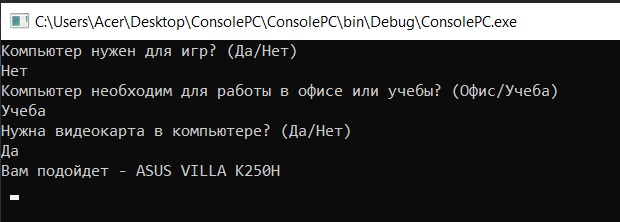 C:\Users\Acer\Desktop\ConsolePC\ConsolePC\bin\Debug\ConsolePC.exe
Компьютер нужен для игр? (Да/Нет)
Нет
Компьютер необходим для работы в офисе или учебы? (Офис/Учеба)
Учеба
Нужна видеокарта в компьютере? (Да/Нет)
Да
Вам подойдет - ASUS VILLA K250H